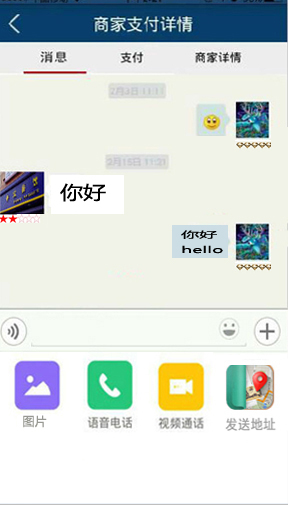 商家支付详情
消息 支付 商家详情
2月3日 11:17
2月15日 11:31
你好
你好
hello
图片 语音电话 视频通话 发送地址